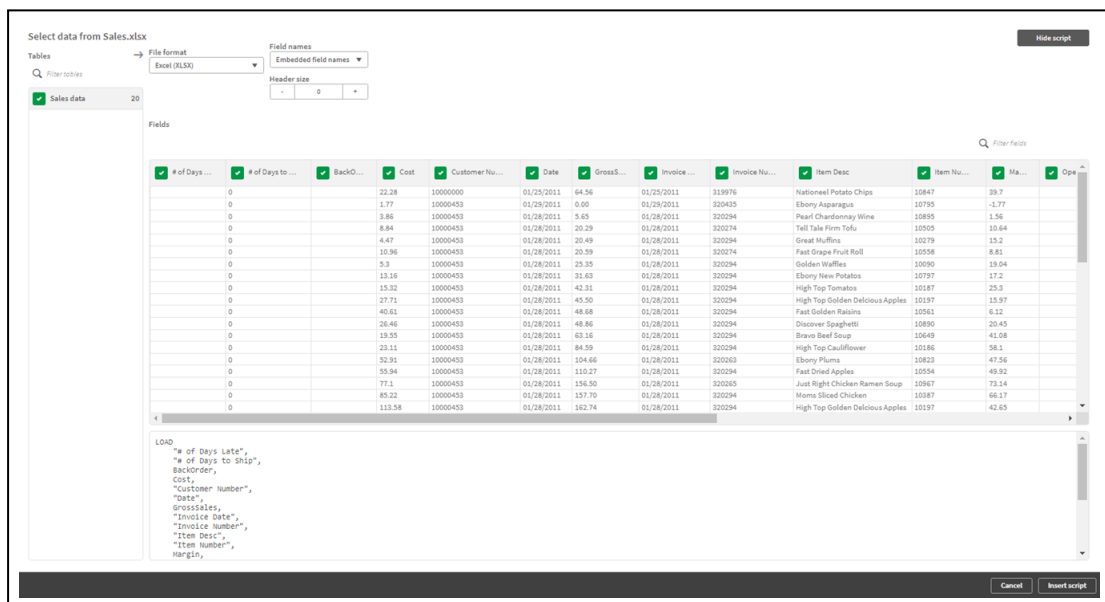 Select data from Sales.xlsx
Hide script
Tables
File format
Field names
Excel (XLSX)
Embedded field names
Filter tables
Header size
- 0 +
Sales data 20
Fields
Filter fields
# of Days ... # of Days to ... BackO... Cost Customer Nu... Date GrossS... Invoice ... Invoice Nu... Item Desc Item Nu... Ma... Ope
0 22.28 10000000 01/25/2011 64.56 01/25/2011 319976 Nationeel Potato Chips 10847 39.7
0 1.77 10000453 01/29/2011 0.00 01/29/2011 320435 Ebony Asparagus 10795 -1.77
0 3.86 10000453 01/28/2011 5.65 01/28/2011 320294 Pearl Chardonnay Wine 10895 1.56
0 8.84 10000453 01/28/2011 20.29 01/28/2011 320274 Tell Tale Firm Tofu 10505 10.64
0 4.47 10000453 01/28/2011 20.49 01/28/2011 320294 Great Muffins 10279 15.2
0 10.96 10000453 01/28/2011 20.59 01/28/2011 320274 Fast Grape Fruit Roll 10558 8.81
0 5.3 10000453 01/28/2011 25.35 01/28/2011 320294 Golden Waffles 10090 19.04
0 13.16 10000453 01/28/2011 31.63 01/28/2011 320294 Ebony New Potatos 10797 17.2
0 15.32 10000453 01/28/2011 42.31 01/28/2011 320294 High Top Tomatos 10187 25.3
0 27.71 10000453 01/28/2011 45.50 01/28/2011 320294 High Top Golden Delcious Apples 10197 15.97
0 40.61 10000453 01/28/2011 48.68 01/28/2011 320294 Fast Golden Raisins 10561 6.12
0 26.46 10000453 01/28/2011 48.86 01/28/2011 320294 Discover Spaghetti 10890 20.45
0 19.55 10000453 01/28/2011 63.16 01/28/2011 320294 Bravo Beef Soup 10649 41.08
0 23.11 10000453 01/28/2011 84.59 01/28/2011 320294 High Top Cauliflower 10186 58.1
0 52.91 10000453 01/28/2011 104.66 01/28/2011 320263 Ebony Plums 10823 47.56
0 55.94 10000453 01/28/2011 110.27 01/28/2011 320294 Fast Dried Apples 10554 49.92
0 77.1 10000453 01/28/2011 156.50 01/28/2011 320265 Just Right Chicken Ramen Soup 10967 73.14
0 85.22 10000453 01/28/2011 157.70 01/28/2011 320294 Moms Sliced Chicken 10387 66.17
0 113.58 10000453 01/28/2011 162.74 01/28/2011 320294 High Top Golden Delcious Apples 10197 42.65
LOAD
"# of Days Late",
"# of Days to Ship",
BackOrder,
Cost,
"Customer Number",
"Date",
GrossSales,
"Invoice Date",
"Invoice Number",
"Item Desc",
"Item Number",
Margin,
Cancel
Insert script